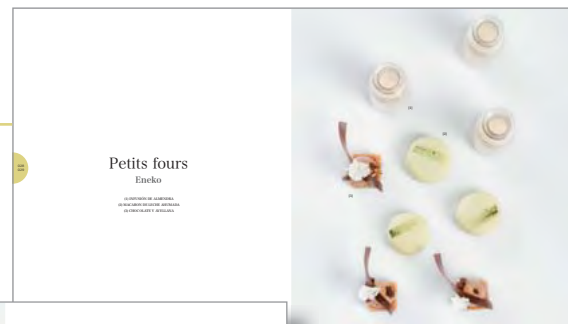 Petits fours
Eneko
(1) INFUSIÓN DE ALMENDRA
(2) MACARON DE LECHE AHUMADA
(3) CHOCOLATE Y AVELLANA